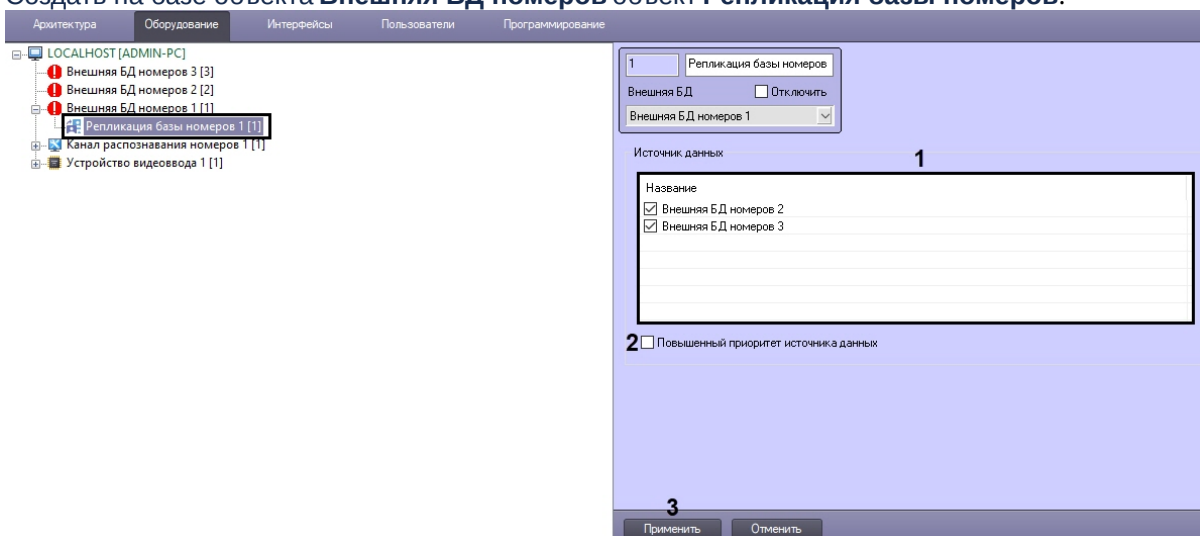 Создать на базе объекта Внешняя БД номеров объект Репликация базы номеров.
Архитектура Оборудование Интерфейсы Пользователи Программирование
LOCALHOST [ADMIN-PC]
Внешняя БД номеров 3 [3]
Внешняя БД номеров 2 [2]
Внешняя БД номеров 1 [1]
Репликация базы номеров 1 [1]
Канал распознавания номеров 1 [1]
Устройство видеоввода 1 [1]
1 Репликация базы номеров
Внешняя БД Отключить
Внешняя БД номеров 1
Источник данных
1
Название
Внешняя БД номеров 2
Внешняя БД номеров 3
2 Повышенный приоритет источника данных
3
Применить Отменить